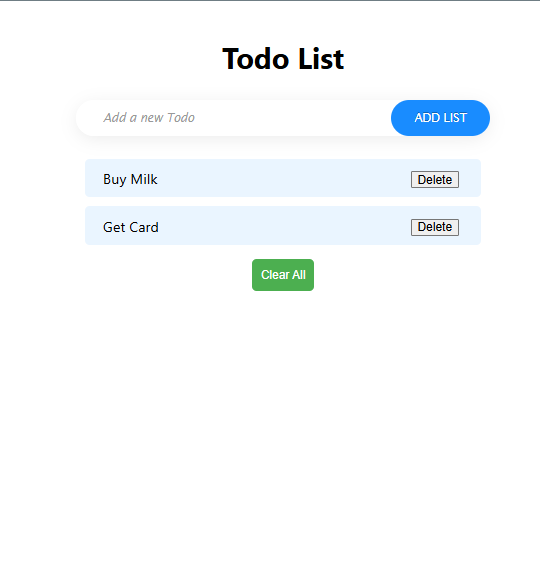 Todo List
Add a new Todo ADD LIST
Buy Milk Delete
Get Card Delete
Clear All